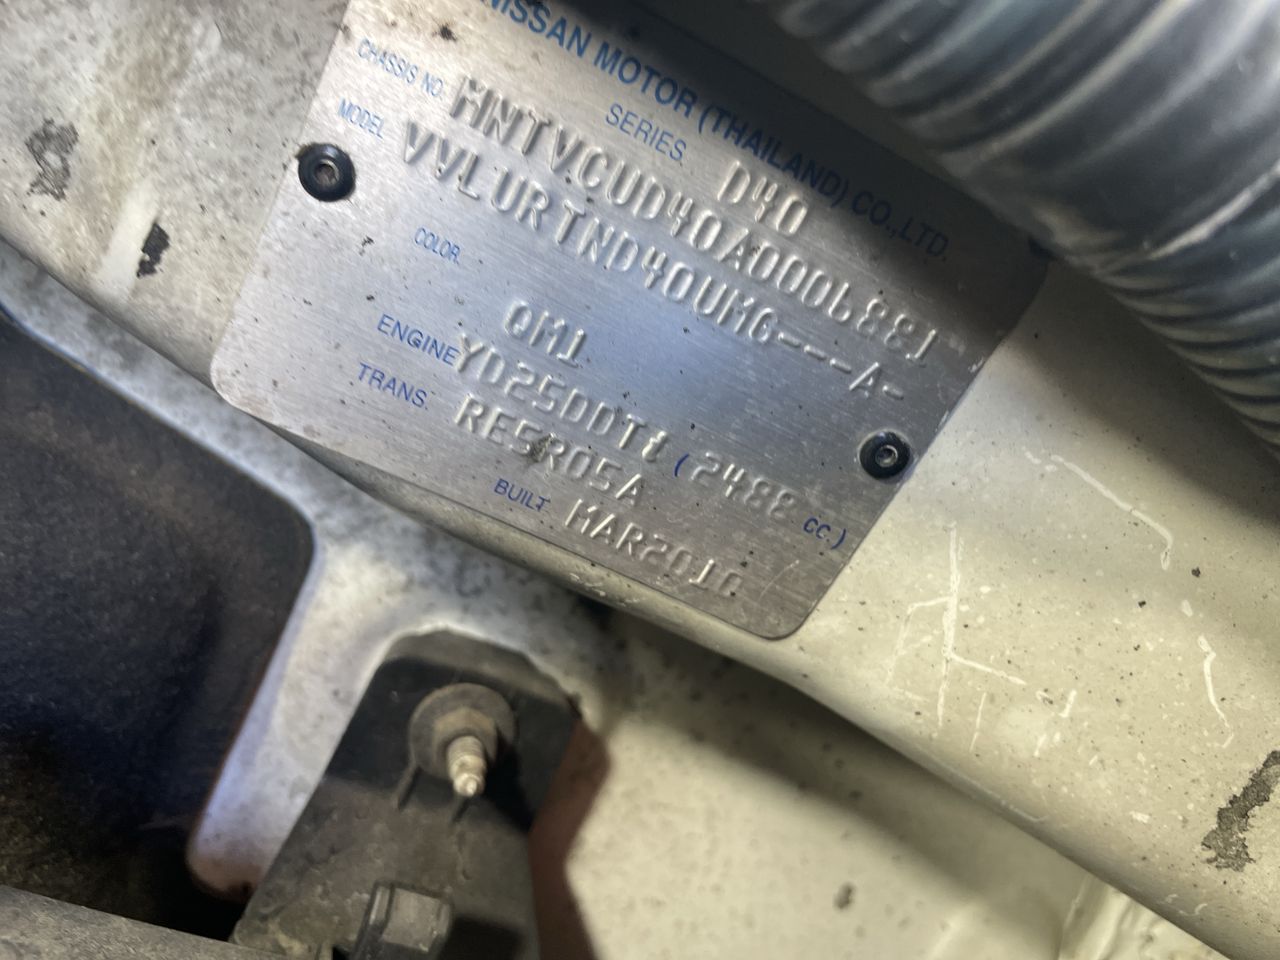 NISSAN MOTOR (THAILAND) CO.,LTD.
SERIES. D40
CHASSIS NO. MNTVCUD40A0006881
MODEL VVLURTND40UMG---A-
COLOR. QM1
ENGINE YD25DDTi (2488 CC.)
TRANS. RE5R05A
BUILT MAR2010